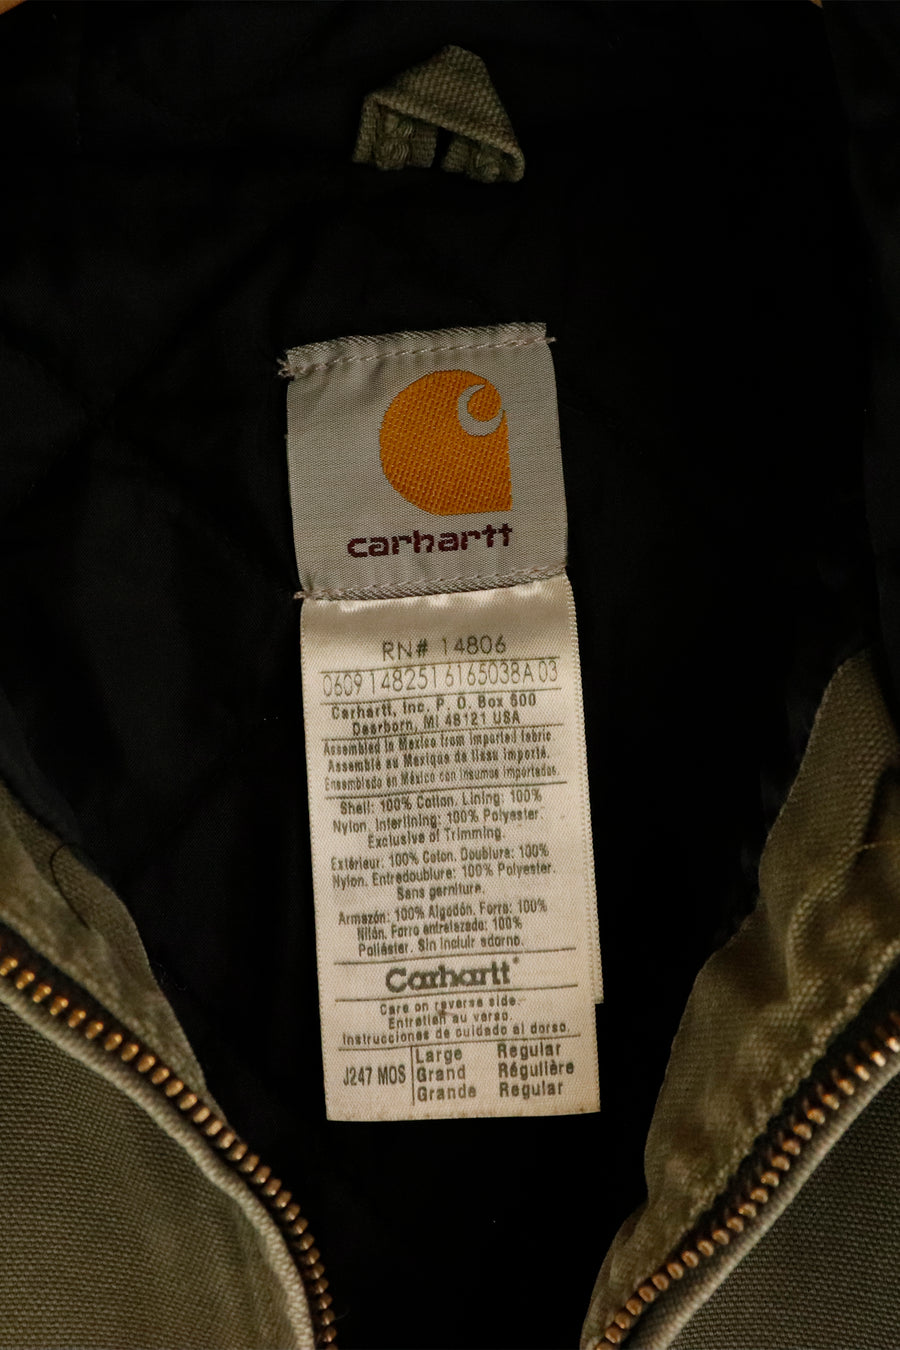 carhartt
RN# 14806
0609 148251 6165038A 03
Carhartt, Inc. P. O. Box 600
Dearborn, MI 48121 USA
Assembled in Mexico from imported fabric
Assemblé au Mexique de tissu importé.
Ensamblado en México con insumos importados.
Shell: 100% Cotton. Lining: 100%
Nylon. Interlining: 100% Polyester.
Exclusive of Trimming.
Extérieur: 100% Coton. Doublure: 100%
Nylon. Entredoublure: 100% Polyester.
Sans garniture.
Armazón: 100% Algodón. Forro: 100%
Nilón. Forro entrelazado: 100%
Poliéster. Sin incluir adorno.
Carhartt®
Care on reverse side.
Entretien au verso.
Instrucciones de cuidado al dorso.
J247 MOS
Large Regular
Grand Régulière
Grande Regular